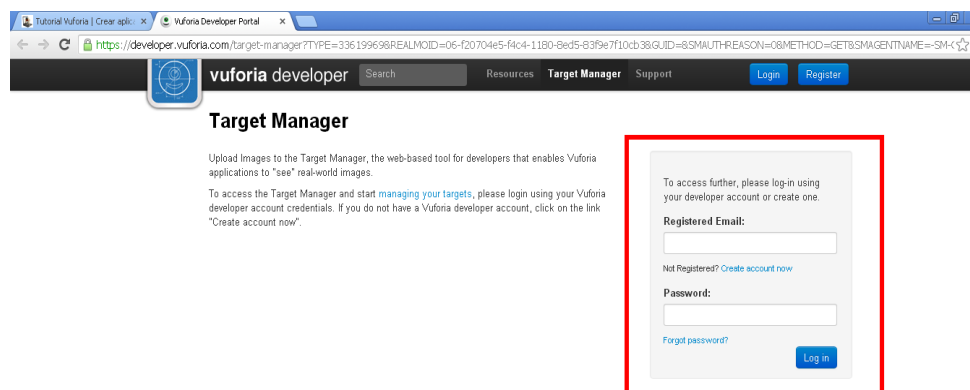 Tutorial Vuforia | Crear aplic
Vuforia Developer Portal
https://developer.vuforia.com/target-manager?TYPE=33619969&REALMOID=06-f20704e5-f4c4-1180-8ed5-83f9e7f10cb3&GUID=&SMAUTHREASON=0&METHOD=GET&SMAGENTNAME=-SM-
vuforia developer
Search
Resources
Target Manager
Support
Login
Register
Target Manager
Upload Images to the Target Manager, the web-based tool for developers that enables Vuforia
applications to "see" real-world images.
To access the Target Manager and start managing your targets, please login using your Vuforia
developer account credentials. If you do not have a Vuforia developer account, click on the link
"Create account now".
To access further, please log-in using
your developer account or create one.
Registered Email:
Not Registered? Create account now
Password:
Forgot password?
Log in